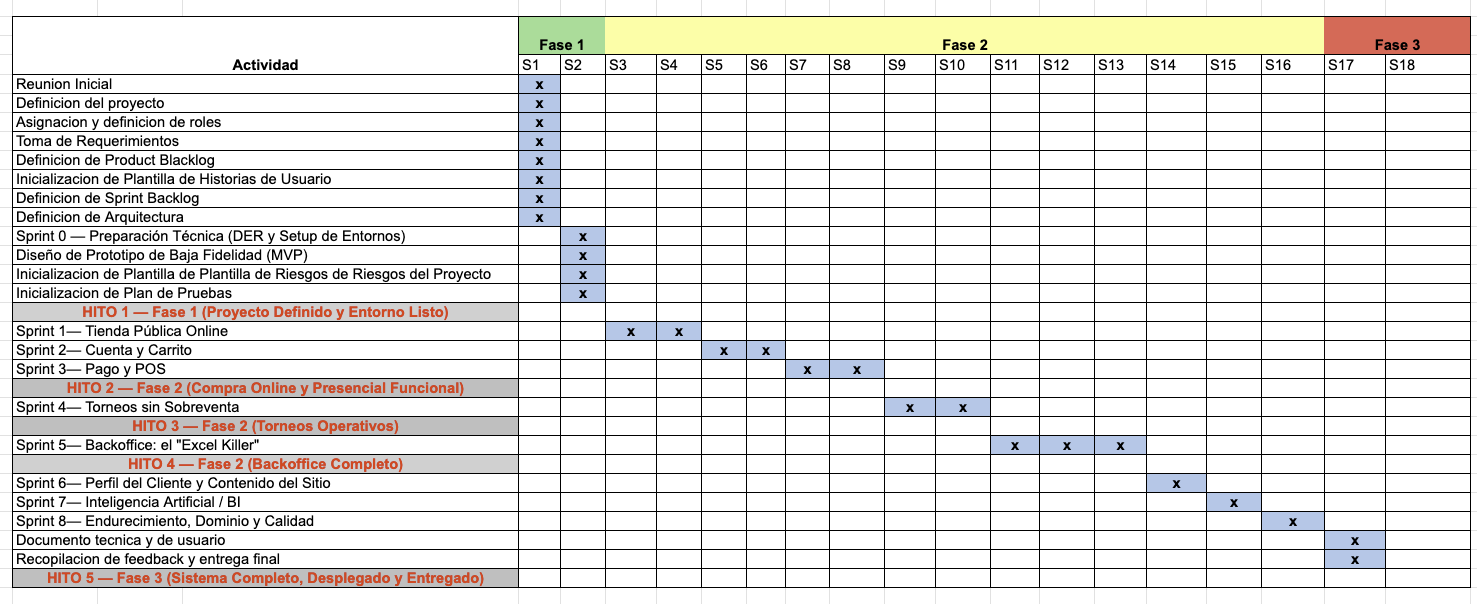 Fase 1 Fase 2 Fase 3
Actividad S1 S2 S3 S4 S5 S6 S7 S8 S9 S10 S11 S12 S13 S14 S15 S16 S17 S18
Reunion Inicial x
Definicion del proyecto x
Asignacion y definicion de roles x
Toma de Requerimientos x
Definicion de Product Blacklog x
Inicializacion de Plantilla de Historias de Usuario x
Definicion de Sprint Backlog x
Definicion de Arquitectura x
Sprint 0 — Preparación Técnica (DER y Setup de Entornos) x
Diseño de Prototipo de Baja Fidelidad (MVP) x
Inicializacion de Plantilla de Plantilla de Riesgos de Riesgos del Proyecto x
Inicializacion de Plan de Pruebas x
HITO 1 — Fase 1 (Proyecto Definido y Entorno Listo)
Sprint 1— Tienda Pública Online x x
Sprint 2— Cuenta y Carrito x x
Sprint 3— Pago y POS x x
HITO 2 — Fase 2 (Compra Online y Presencial Funcional)
Sprint 4— Torneos sin Sobreventa x x
HITO 3 — Fase 2 (Torneos Operativos)
Sprint 5— Backoffice: el "Excel Killer" x x x
HITO 4 — Fase 2 (Backoffice Completo)
Sprint 6— Perfil del Cliente y Contenido del Sitio x
Sprint 7— Inteligencia Artificial / BI x
Sprint 8— Endurecimiento, Dominio y Calidad x
Documento tecnica y de usuario x
Recopilacion de feedback y entrega final x
HITO 5 — Fase 3 (Sistema Completo, Desplegado y Entregado)